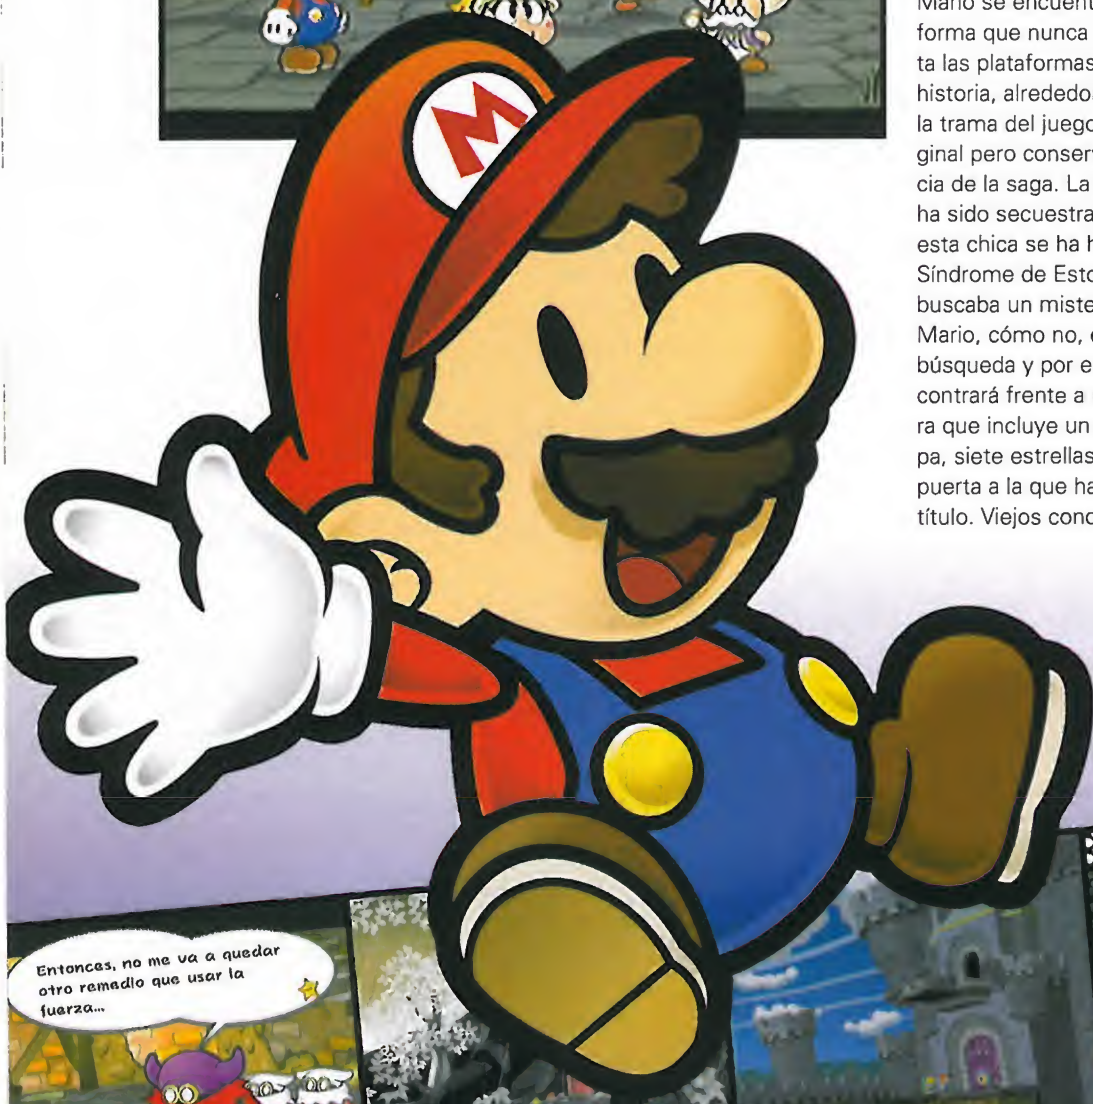 Mario se encuent
forma que nunca
ta las plataformas
historia, alrededo
la trama del juego
ginal pero conser
cia de la saga. La
ha sido secuestra
esta chica se ha h
Síndrome de Esto
buscaba un miste
Mario, cómo no, e
búsqueda y por e
contrará frente a
ra que incluye un
pa, siete estrellas
puerta a la que ha
título. Viejos cono
M
Entonces, no me va a quedar
otro remedio que usar la
fuerza...